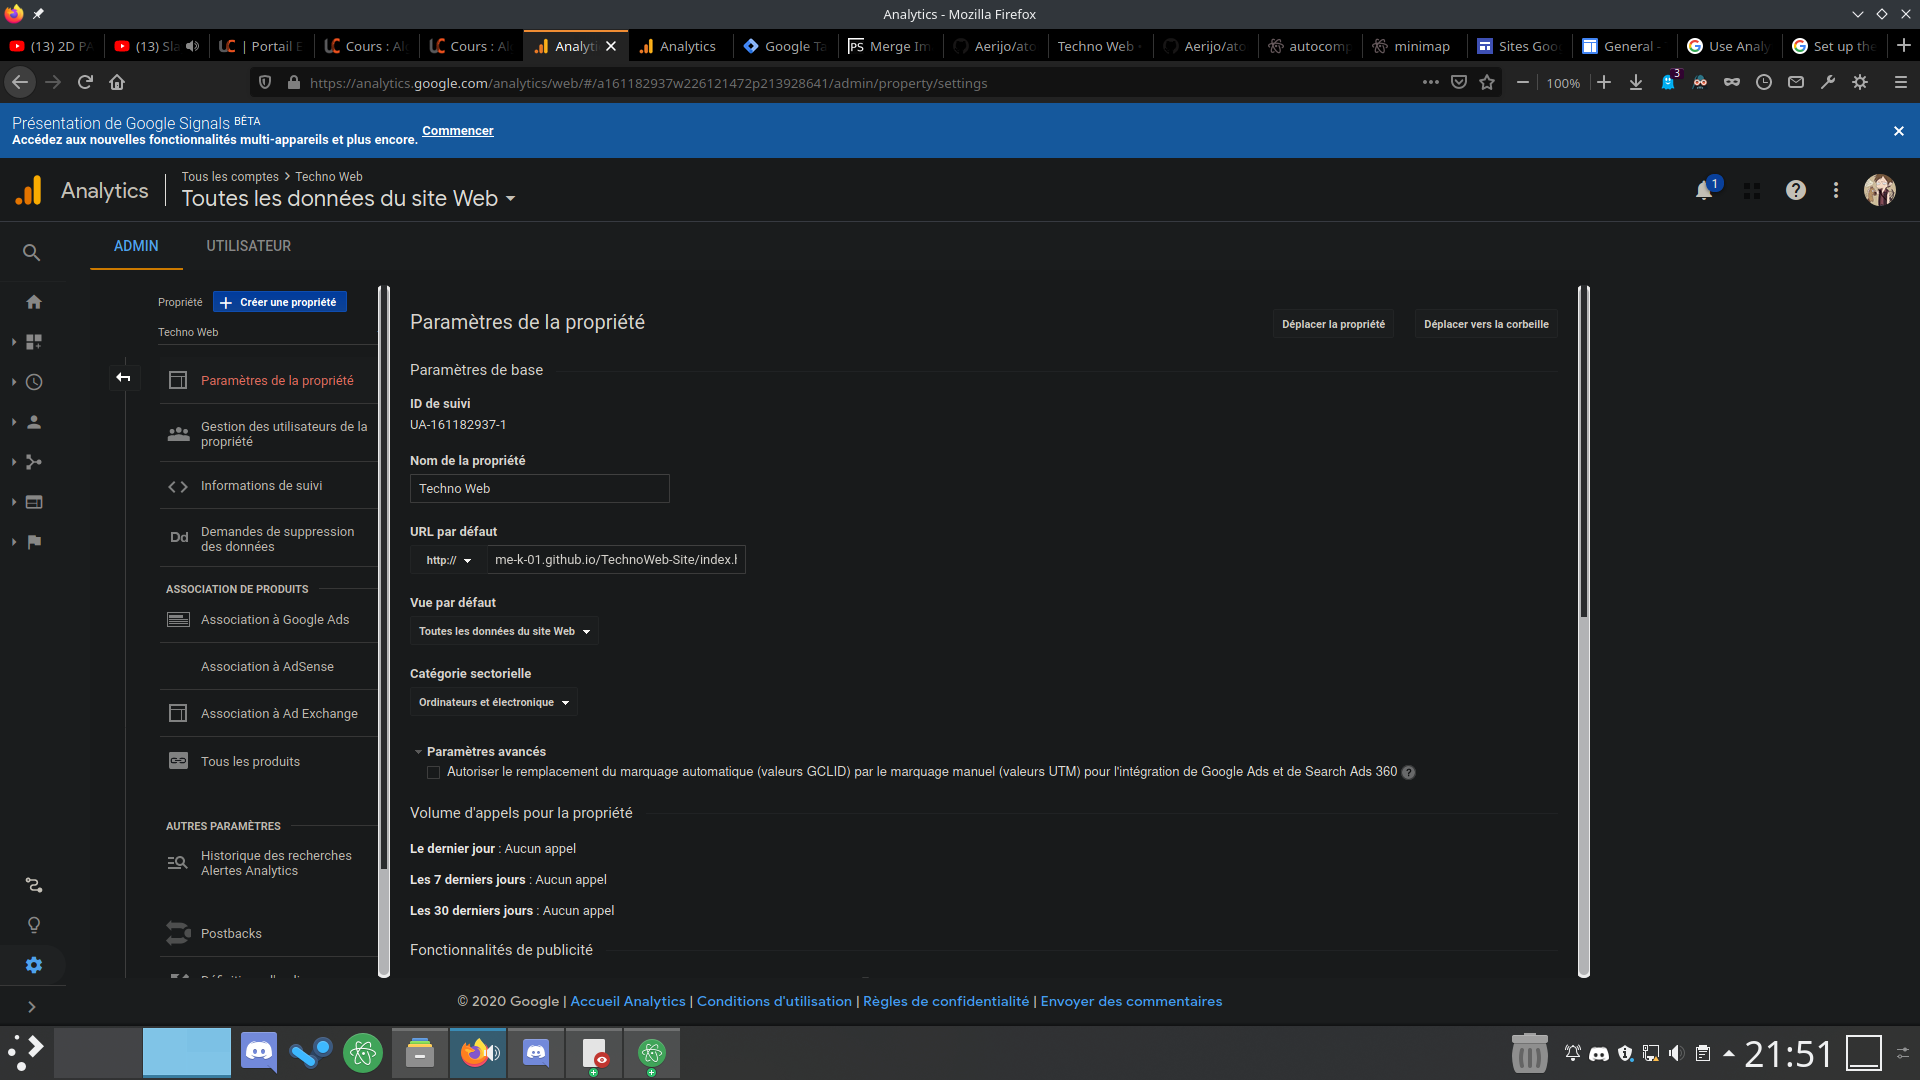 Analytics - Mozilla Firefox
(13) 2D PA
(13) Sla
| Portail E
Cours : Al
Cours : Al
Analyti
Analytics
Google Ta
Merge Im
Aerijo/ato
Techno Web
Aerijo/ato
autocomp
minimap
Sites Goo
General -
Use Analy
Set up the
https://analytics.google.com/analytics/web/#/a161182937w226121472p213928641/admin/property/settings
100%
3
Présentation de Google Signals BÊTA
Accédez aux nouvelles fonctionnalités multi-appareils et plus encore.
Commencer
Analytics
Tous les comptes > Techno Web
Toutes les données du site Web
1
ADMIN
UTILISATEUR
Propriété
Créer une propriété
Techno Web
Paramètres de la propriété
Gestion des utilisateurs de la
propriété
Informations de suivi
Dd
Demandes de suppression
des données
ASSOCIATION DE PRODUITS
Association à Google Ads
Association à AdSense
Association à Ad Exchange
Tous les produits
AUTRES PARAMÈTRES
Historique des recherches
Alertes Analytics
Postbacks
Paramètres de la propriété
Déplacer la propriété
Déplacer vers la corbeille
Paramètres de base
ID de suivi
UA-161182937-1
Nom de la propriété
Techno Web
URL par défaut
http://
me-k-01.github.io/TechnoWeb-Site/index.h
Vue par défaut
Toutes les données du site Web
Catégorie sectorielle
Ordinateurs et électronique
Paramètres avancés
Autoriser le remplacement du marquage automatique (valeurs GCLID) par le marquage manuel (valeurs UTM) pour l'intégration de Google Ads et de Search Ads 360
Volume d'appels pour la propriété
Le dernier jour : Aucun appel
Les 7 derniers jours : Aucun appel
Les 30 derniers jours : Aucun appel
Fonctionnalités de publicité
© 2020 Google | Accueil Analytics | Conditions d'utilisation | Règles de confidentialité | Envoyer des commentaires
21:51